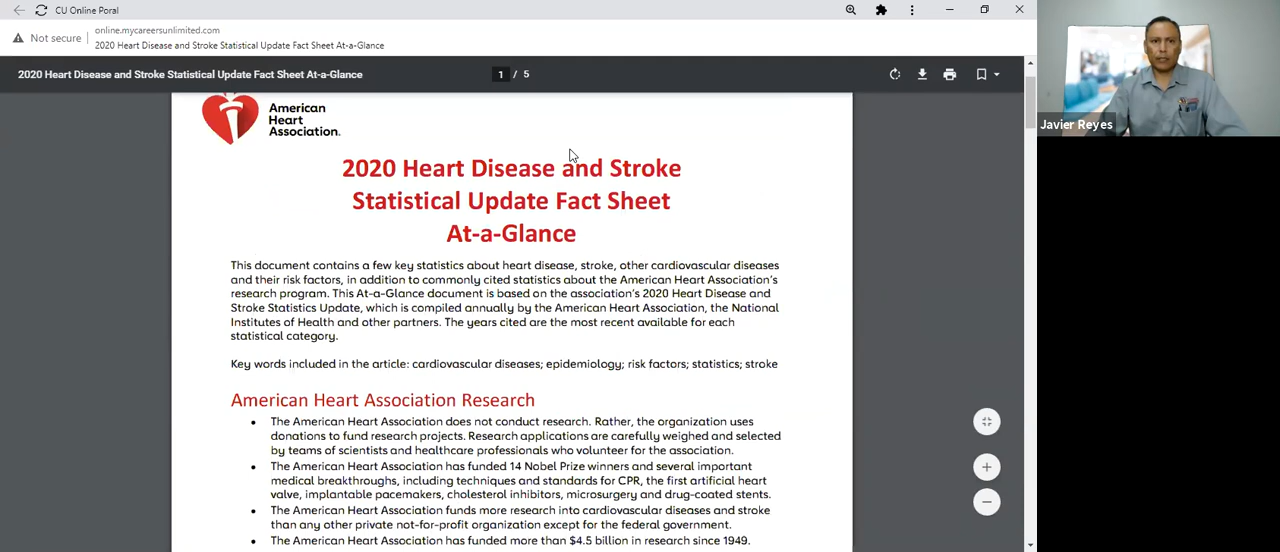 CU Online Poral
Not secure
online.mycareersunlimited.com
2020 Heart Disease and Stroke Statistical Update Fact Sheet At-a-Glance
2020 Heart Disease and Stroke Statistical Update Fact Sheet At-a-Glance
1 / 5
Javier Reyes
American
Heart
Association.
2020 Heart Disease and Stroke
Statistical Update Fact Sheet
At-a-Glance
This document contains a few key statistics about heart disease, stroke, other cardiovascular diseases
and their risk factors, in addition to commonly cited statistics about the American Heart Association's
research program. This At-a-Glance document is based on the association's 2020 Heart Disease and
Stroke Statistics Update, which is compiled annually by the American Heart Association, the National
Institutes of Health and other partners. The years cited are the most recent available for each
statistical category.
Key words included in the article: cardiovascular diseases; epidemiology; risk factors; statistics; stroke
American Heart Association Research
• The American Heart Association does not conduct research. Rather, the organization uses
donations to fund research projects. Research applications are carefully weighed and selected
by teams of scientists and healthcare professionals who volunteer for the association.
• The American Heart Association has funded 14 Nobel Prize winners and several important
medical breakthroughs, including techniques and standards for CPR, the first artificial heart
valve, implantable pacemakers, cholesterol inhibitors, microsurgery and drug-coated stents.
• The American Heart Association funds more research into cardiovascular diseases and stroke
than any other private not-for-profit organization except for the federal government.
• The American Heart Association has funded more than $4.5 billion in research since 1949.